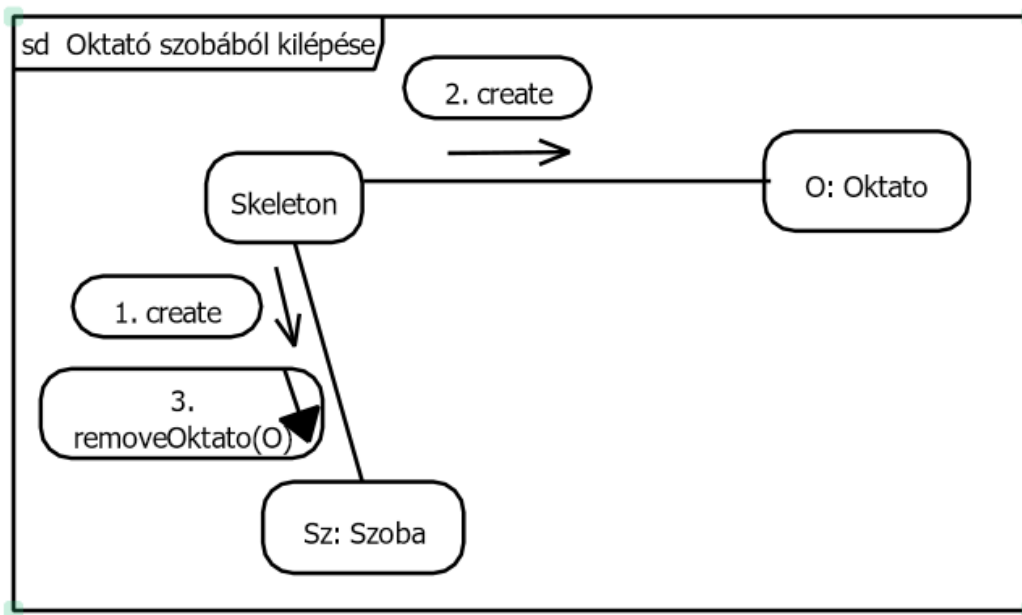 sd  Oktató szobából kilépése
2. create
Skeleton
O: Oktato
1. create
3.
removeOktato(O)
Sz: Szoba